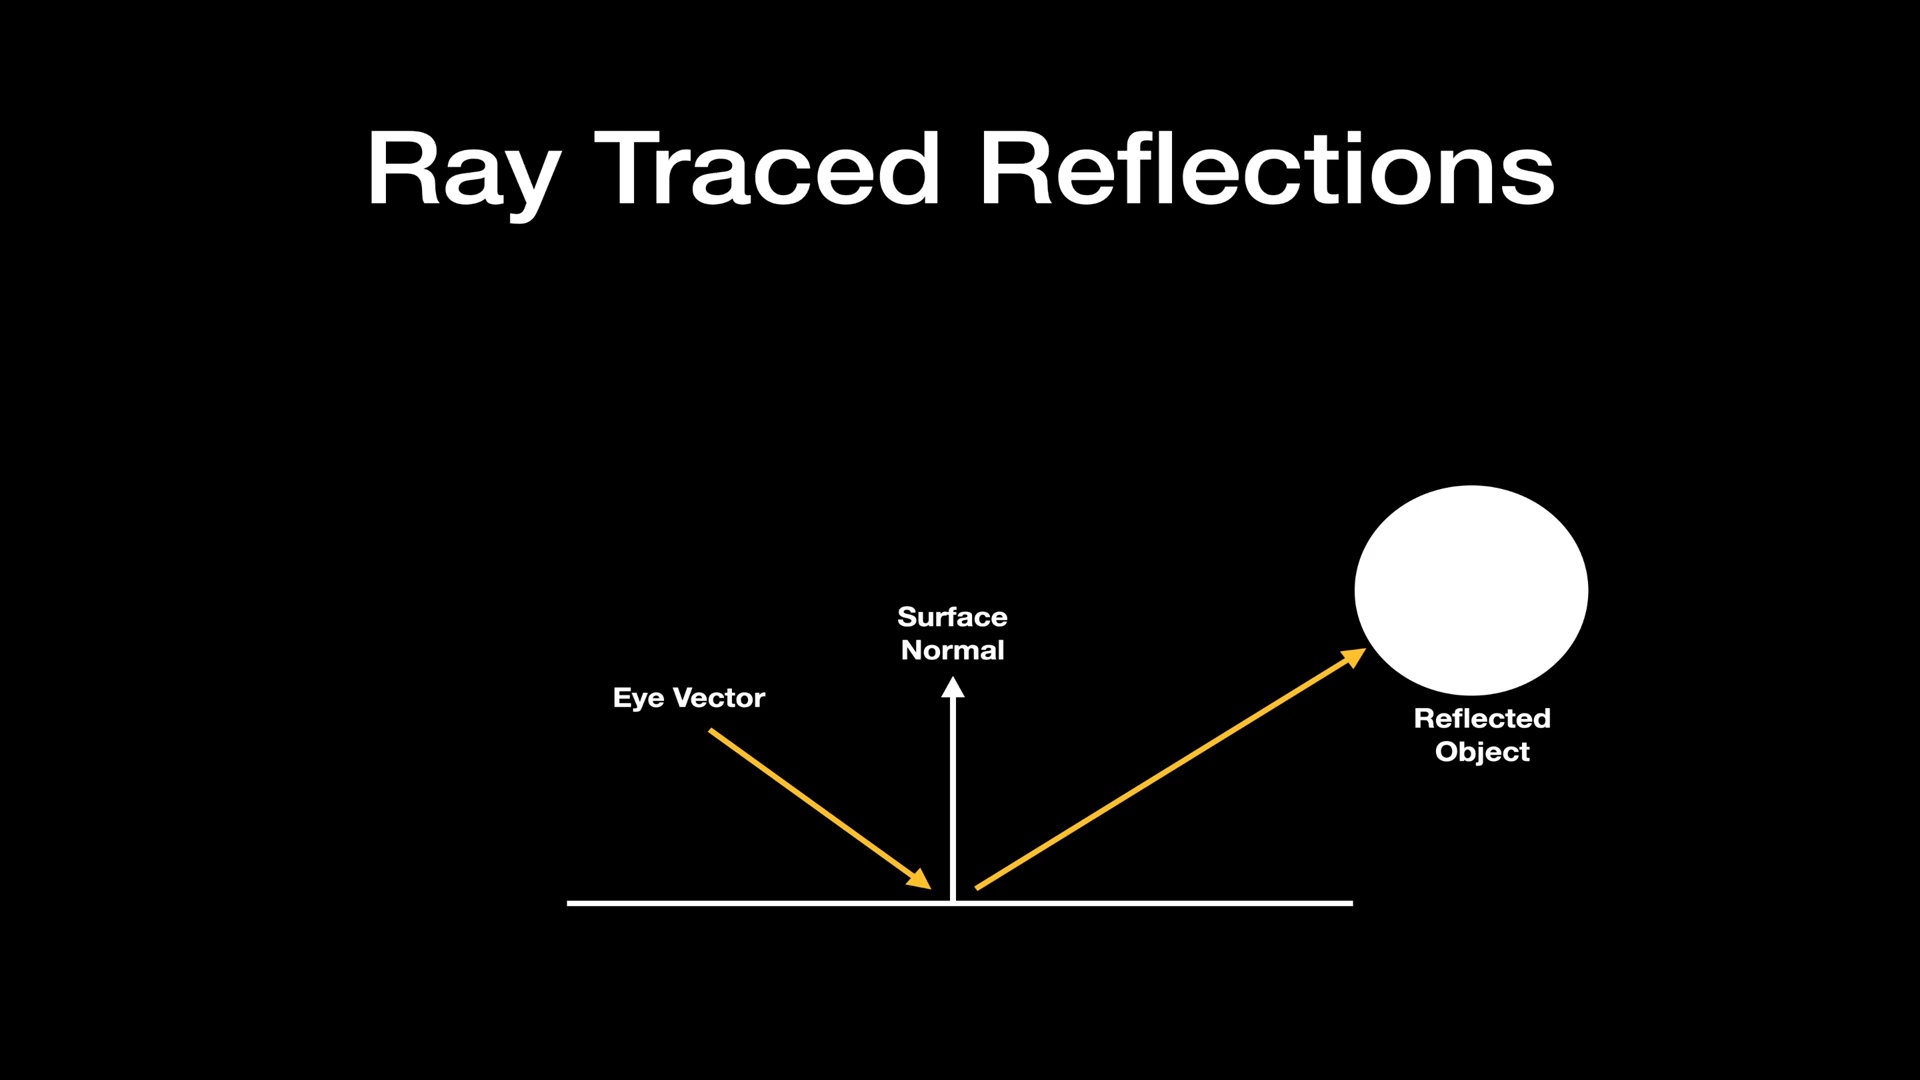 Ray Traced Reflections
Surface
Normal
Eye Vector
Reflected
Object